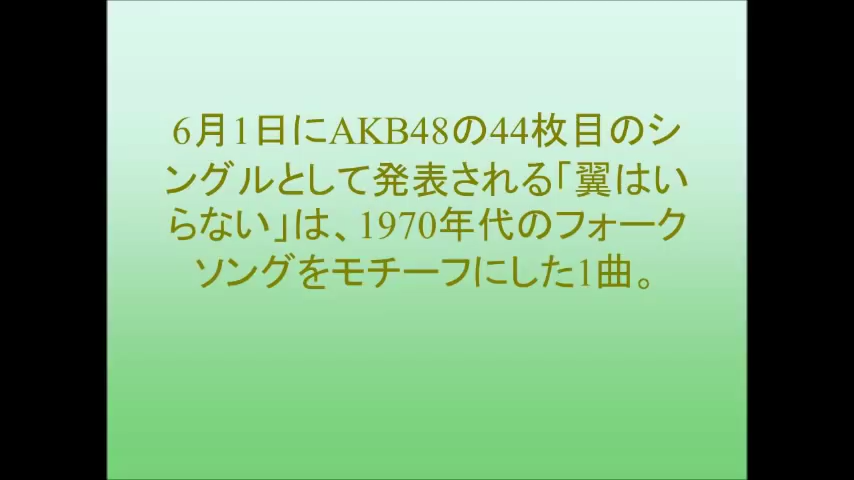 6月1日にAKB48の44枚目のシ
ングルとして発表される「翼はい
らない」は、1970年代のフォーク
ソングをモチーフにした1曲。